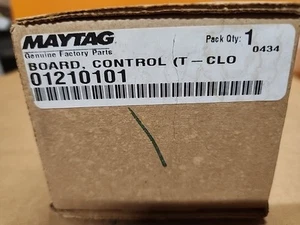 MAYTAG Pack Qty: 1
Genuine Factory Parts 0434
BOARD, CONTROL (T-CLO
01210101